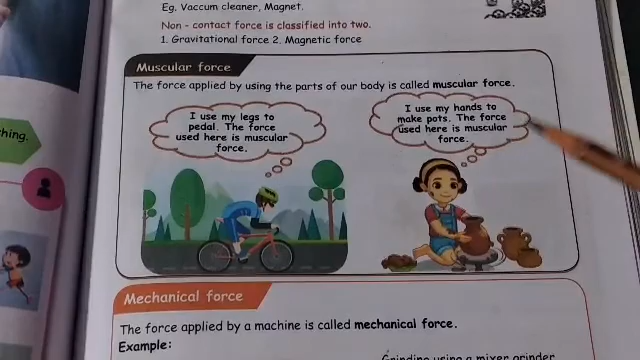 Eg. Vaccum cleaner, Magnet.
Non - contact force is classified into two.
1. Gravitational force 2. Magnetic force
Muscular force
The force applied by using the parts of our body is called muscular force.
I use my legs to
pedal. The force
used here is muscular
force.
I use my hands to
make pots. The force
used here is muscular
force.
thing.
Mechanical force
The force applied by a machine is called mechanical force.
Example:
Grinding using a mixer grinder